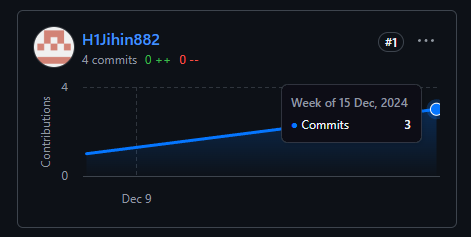 H1Jihin882
#1
4 commits 0 ++ 0 --
Contributions
4
Week of 15 Dec, 2024
Commits 3
0
Dec 9